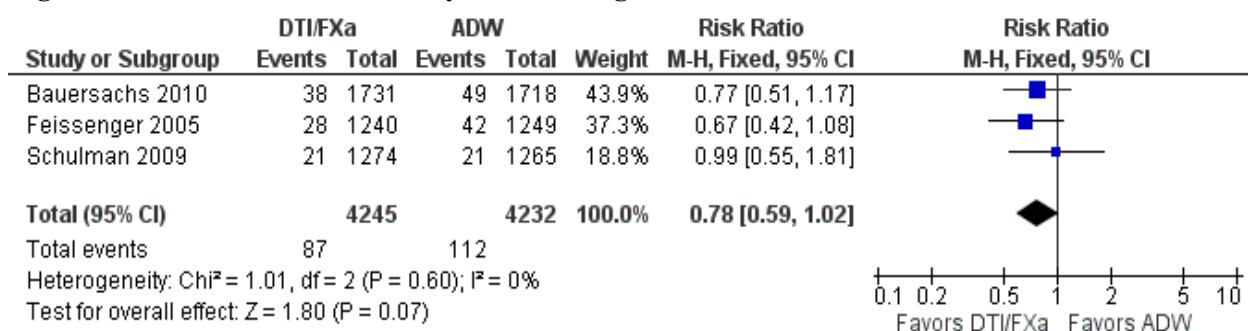 DTI/FXa ADW Risk Ratio Risk Ratio
Study or Subgroup Events Total Events Total Weight M-H, Fixed, 95% CI M-H, Fixed, 95% CI
Bauersachs 2010 38 1731 49 1718 43.9% 0.77 [0.51, 1.17]
Feissenger 2005 28 1240 42 1249 37.3% 0.67 [0.42, 1.08]
Schulman 2009 21 1274 21 1265 18.8% 0.99 [0.55, 1.81]
Total (95% CI) 4245 4232 100.0% 0.78 [0.59, 1.02]
Total events 87 112
Heterogeneity: Chi² = 1.01, df = 2 (P = 0.60); I² = 0%
Test for overall effect: Z = 1.80 (P = 0.07)
0.1 0.2 0.5 1 2 5 10
Favors DTI/FXa Favors ADW